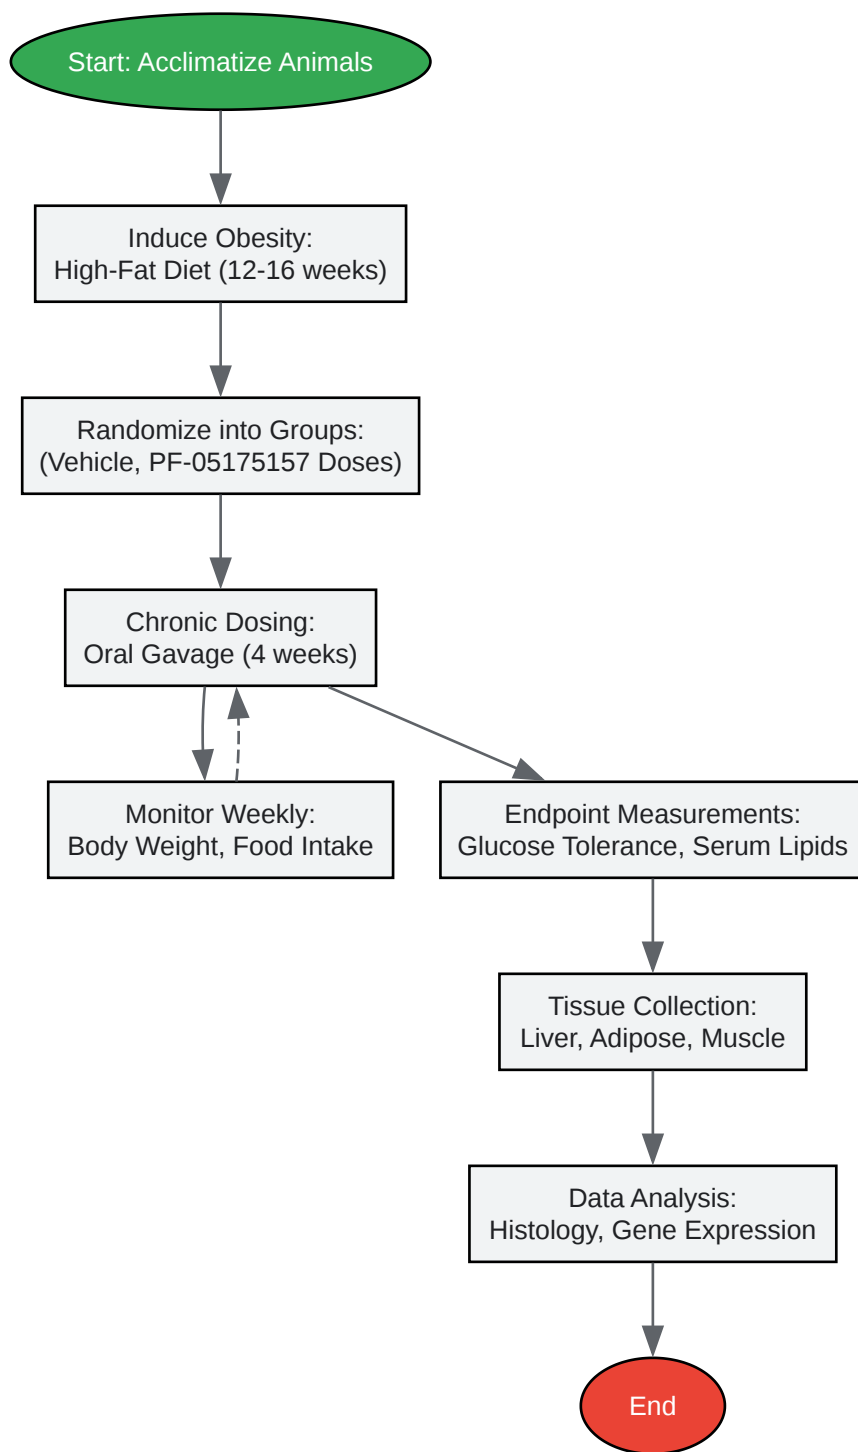 Start: Acclimatize Animals
Induce Obesity:
High-Fat Diet (12-16 weeks)
Randomize into Groups:
(Vehicle, PF-05175157 Doses)
Chronic Dosing:
Oral Gavage (4 weeks)
Monitor Weekly:
Body Weight, Food Intake
Endpoint Measurements:
Glucose Tolerance, Serum Lipids
Tissue Collection:
Liver, Adipose, Muscle
Data Analysis:
Histology, Gene Expression
End